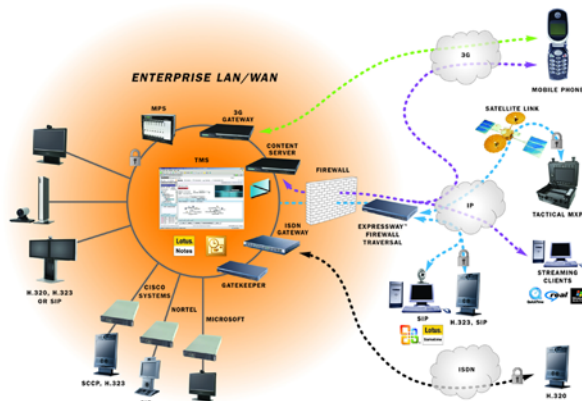 ENTERPRISE LAN/WAN
3G
MOBILE PHONE
MPS
3G
GATEWAY
SATELLITE LINK
CONTENT
SERVER
TMS
FIREWALL
IP
TACTICAL MXP
EXPRESSWAY
FIREWALL
TRAVERSAL
ISDN
GATEWAY
Lotus
Notes
GATEKEEPER
STREAMING
CLIENTS
real
H.320, H.323
OR SIP
CISCO
SYSTEMS
NORTEL
MICROSOFT
SIP
H.323, SIP
Lotus
SCCP, H.323
ISDN
H.320